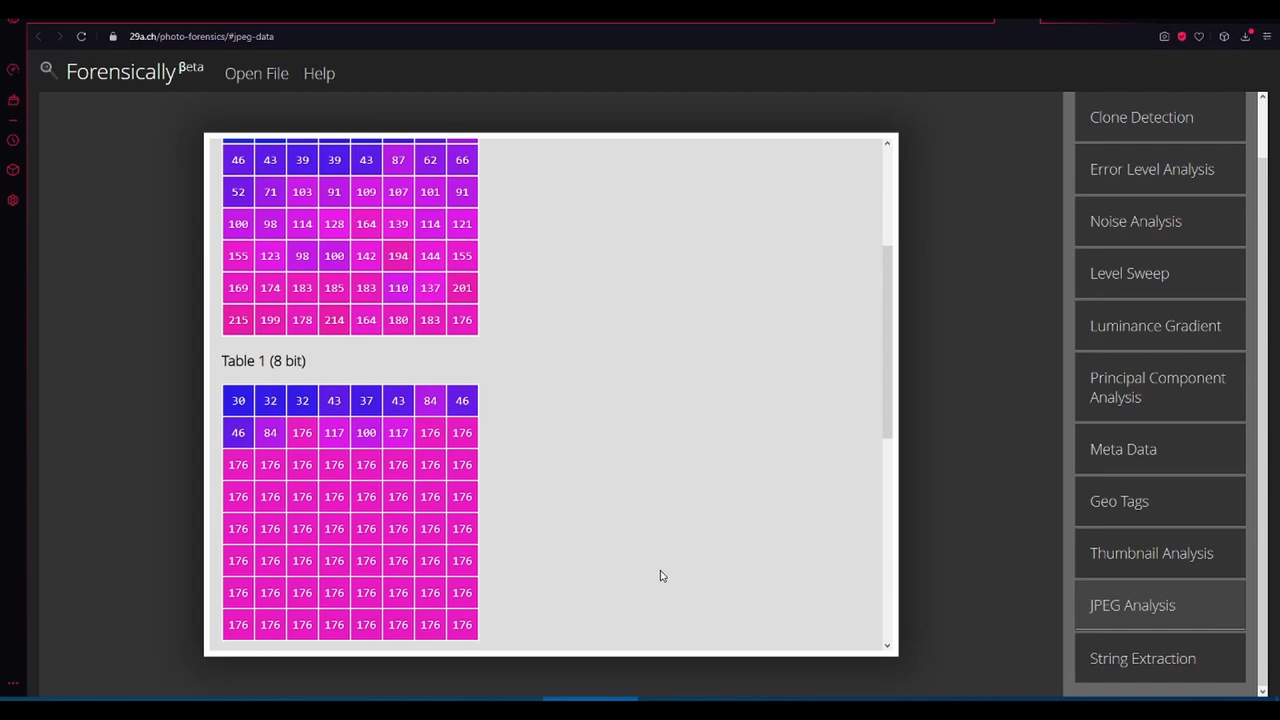 29a.ch/photo-forensics/#jpeg-data
Forensically βeta Open File Help
46 43 39 39 43 87 62 66
52 71 103 91 109 107 101 91
100 98 114 128 164 139 114 121
155 123 98 100 142 194 144 155
169 174 183 185 183 110 137 201
215 199 178 214 164 180 183 176
Table 1 (8 bit)
30 32 32 43 37 43 84 46
46 84 176 117 100 117 176 176
176 176 176 176 176 176 176 176
176 176 176 176 176 176 176 176
176 176 176 176 176 176 176 176
176 176 176 176 176 176 176 176
176 176 176 176 176 176 176 176
176 176 176 176 176 176 176 176
Clone Detection
Error Level Analysis
Noise Analysis
Level Sweep
Luminance Gradient
Principal Component
Analysis
Meta Data
Geo Tags
Thumbnail Analysis
JPEG Analysis
String Extraction